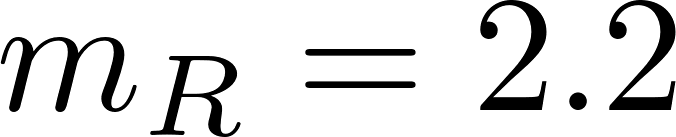 m_R = 2.2